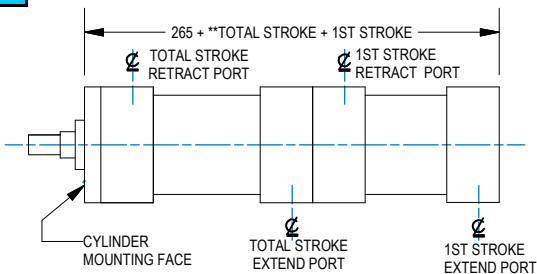 265 + **TOTAL STROKE + 1ST STROKE
℄ TOTAL STROKE
RETRACT PORT
℄ 1ST STROKE
RETRACT PORT
CYLINDER
MOUNTING FACE
℄
TOTAL STROKE
EXTEND PORT
℄
1ST STROKE
EXTEND PORT